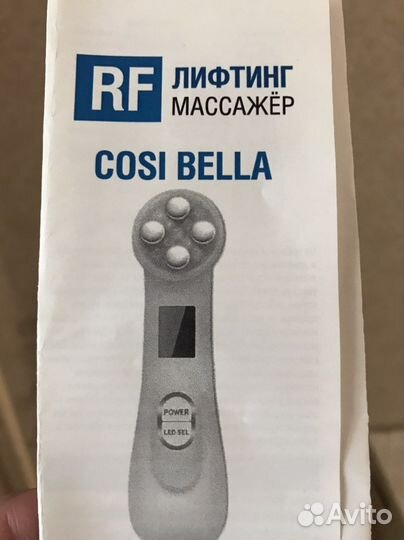 RF ЛИФТИНГ
МАССАЖЁР
COSI BELLA
POWER
LED SEL
Avito